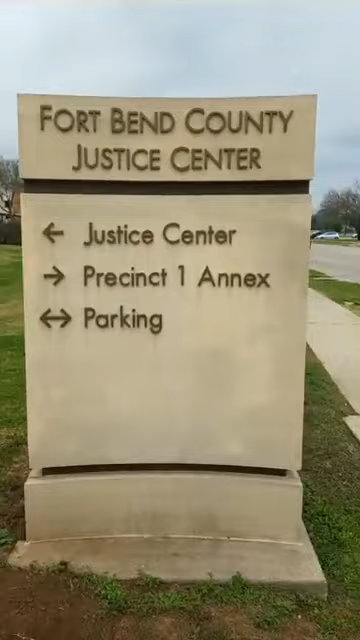 FORT BEND COUNTY
JUSTICE CENTER
← Justice Center
→ Precinct 1 Annex
↔ Parking